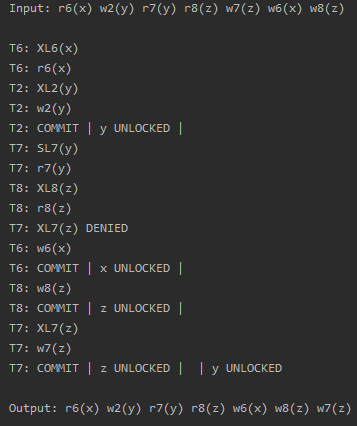 Input: r6(x) w2(y) r7(y) r8(z) w7(z) w6(x) w8(z)
T6: XL6(x)
T6: r6(x)
T2: XL2(y)
T2: w2(y)
T2: COMMIT | y UNLOCKED |
T7: SL7(y)
T7: r7(y)
T8: XL8(z)
T8: r8(z)
T7: XL7(z) DENIED
T6: w6(x)
T6: COMMIT | x UNLOCKED |
T8: w8(z)
T8: COMMIT | z UNLOCKED |
T7: XL7(z)
T7: w7(z)
T7: COMMIT | z UNLOCKED |  | y UNLOCKED
Output: r6(x) w2(y) r7(y) r8(z) w6(x) w8(z) w7(z)